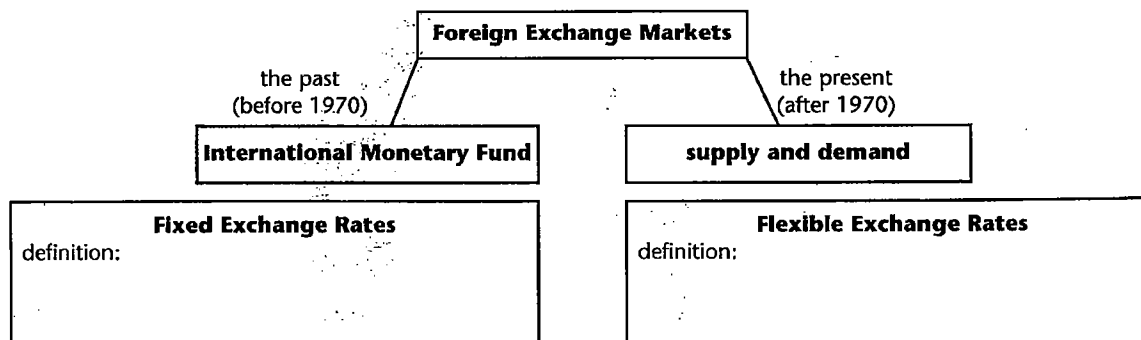 Foreign Exchange Markets
the past
(before 1970)
the present
(after 1970)
International Monetary Fund
supply and demand
Fixed Exchange Rates
definition:
Flexible Exchange Rates
definition: